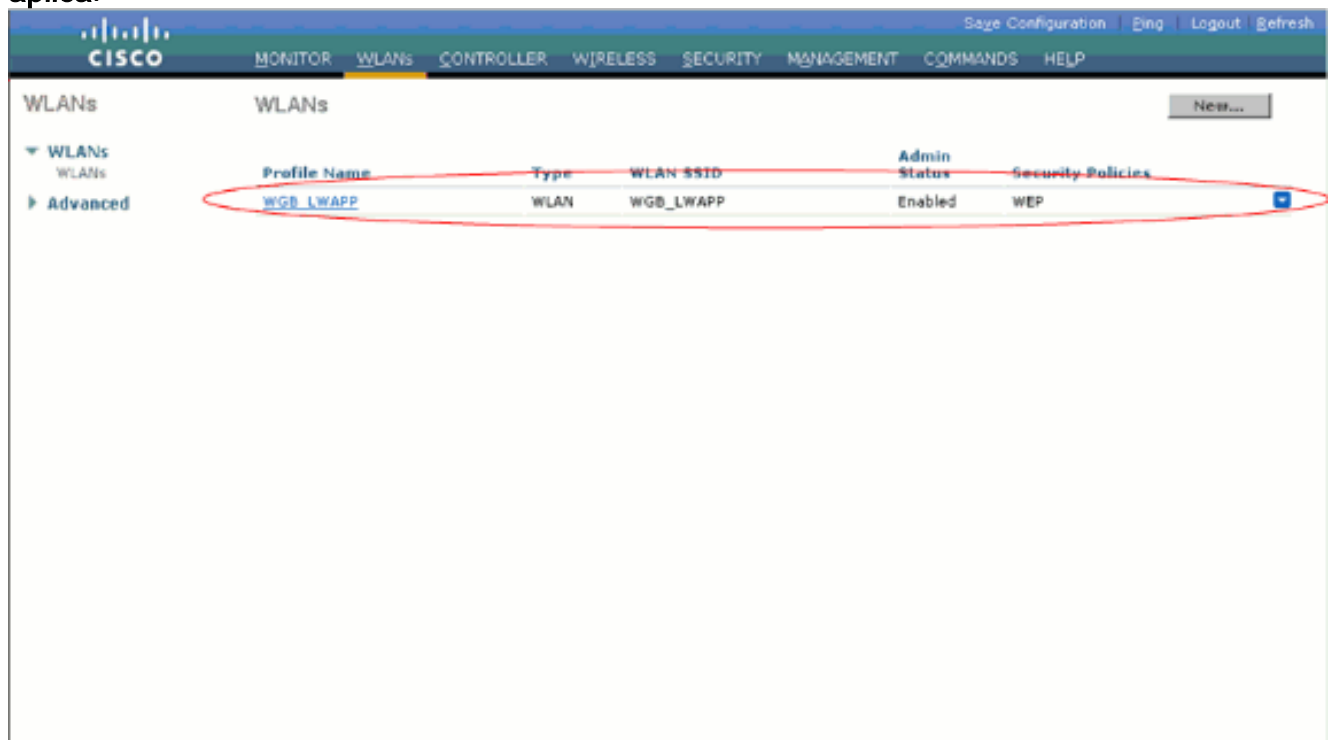 aplica.
Save Configuration | Ping | Logout | Refresh
CISCO
MONITOR WLANs CONTROLLER WIRELESS SECURITY MANAGEMENT COMMANDS HELP
WLANs
WLANs
New...
WLANs
WLANs
Advanced
Profile Name Type WLAN SSID Admin Status Security Policies
WGB_LWAPP WLAN WGB_LWAPP Enabled WEP